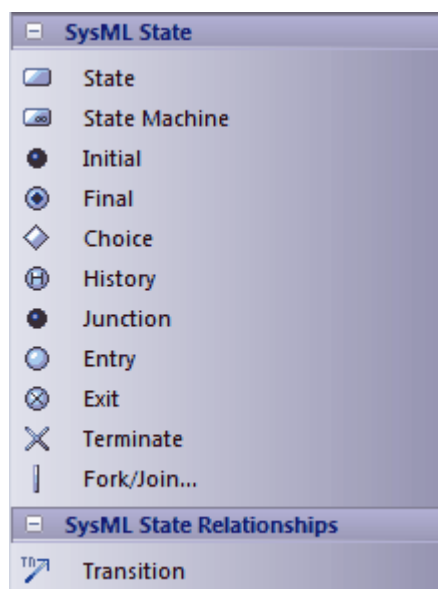 SysML State
State
State Machine
Initial
Final
Choice
History
Junction
Entry
Exit
Terminate
Fork/Join...
SysML State Relationships
Transition